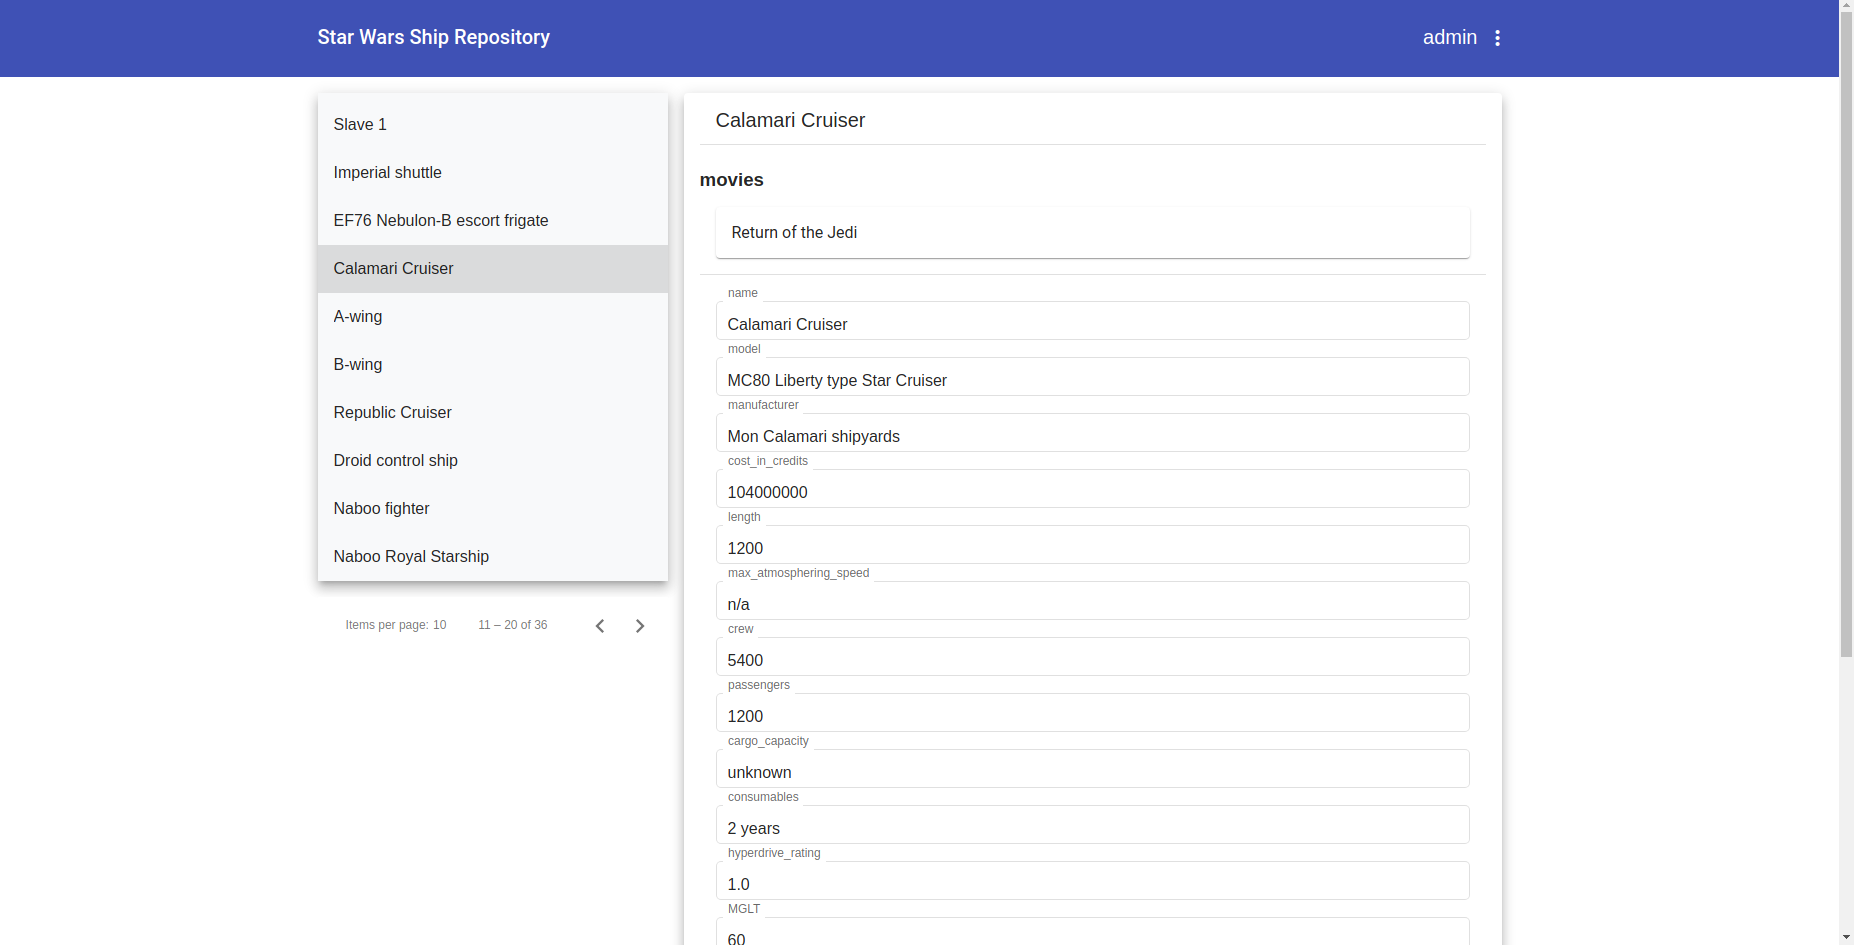 Star Wars Ship Repository
admin
Slave 1
Imperial shuttle
EF76 Nebulon-B escort frigate
Calamari Cruiser
A-wing
B-wing
Republic Cruiser
Droid control ship
Naboo fighter
Naboo Royal Starship
Items per page: 10
11 – 20 of 36
Calamari Cruiser
movies
Return of the Jedi
name
Calamari Cruiser
model
MC80 Liberty type Star Cruiser
manufacturer
Mon Calamari shipyards
cost_in_credits
104000000
length
1200
max_atmosphering_speed
n/a
crew
5400
passengers
1200
cargo_capacity
unknown
consumables
2 years
hyperdrive_rating
1.0
MGLT
60